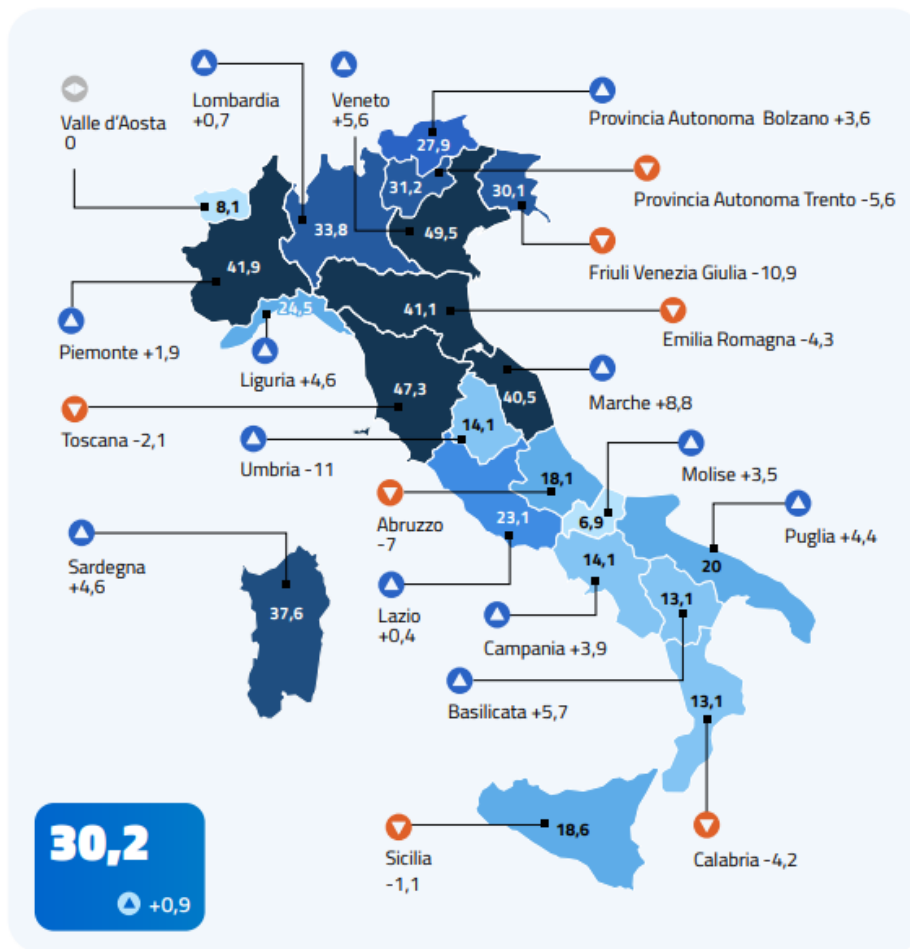 Lombardia
+0,7
Veneto
+5,6
Valle d'Aosta
0
Provincia Autonoma Bolzano +3,6
27,9
31,2
30,1
Provincia Autonoma Trento -5,6
8,1
33,8
49,5
Friuli Venezia Giulia -10,9
41,9
24,5
41,1
Emilia Romagna -4,3
Piemonte +1,9
Liguria +4,6
47,3
40,5
Marche +8,8
Toscana -2,1
14,1
Umbria -11
Molise +3,5
18,1
Abruzzo
-7
23,1
6,9
Puglia +4,4
Sardegna
+4,6
14,1
20
37,6
Lazio
+0,4
13,1
Campania +3,9
Basilicata +5,7
13,1
18,6
Sicilia
-1,1
Calabria -4,2
30,2
+0,9